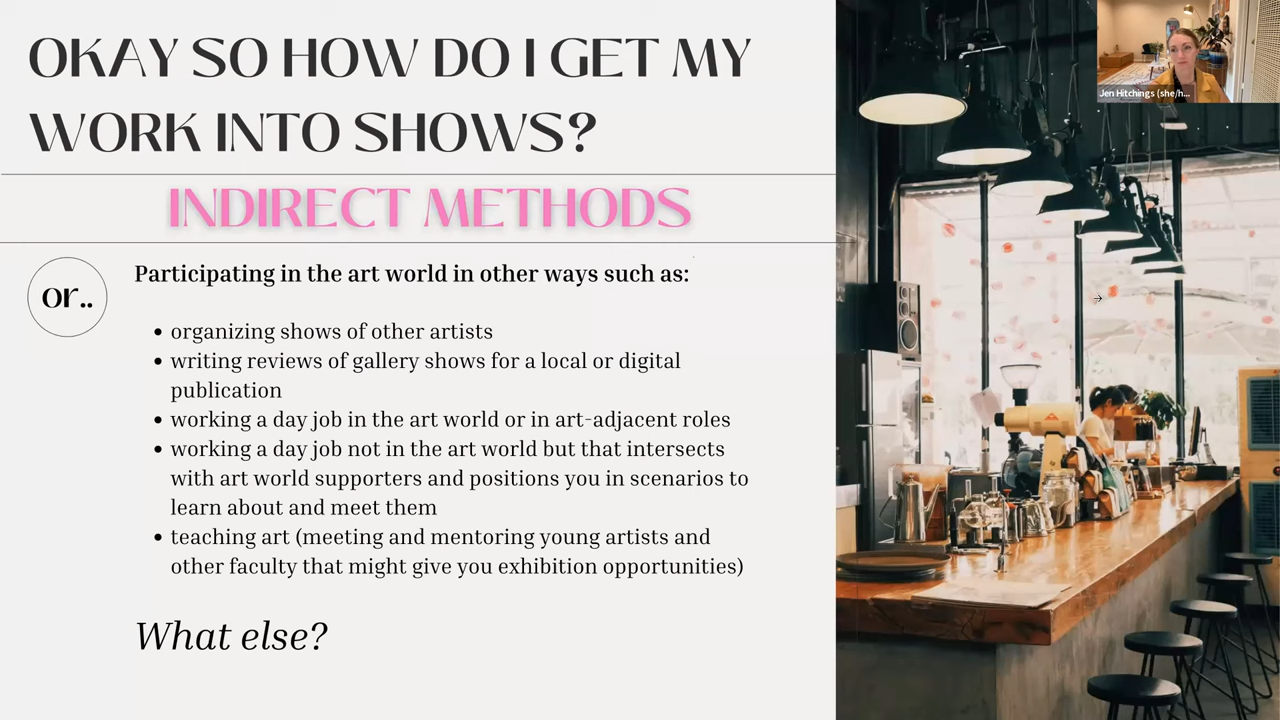 OKAY SO HOW DO I GET MY
WORK INTO SHOWS?
INDIRECT METHODS
or..
Participating in the art world in other ways such as:
• organizing shows of other artists
• writing reviews of gallery shows for a local or digital
publication
• working a day job in the art world or in art-adjacent roles
• working a day job not in the art world but that intersects
with art world supporters and positions you in scenarios to
learn about and meet them
• teaching art (meeting and mentoring young artists and
other faculty that might give you exhibition opportunities)
What else?
Jen Hitchings (she/h...